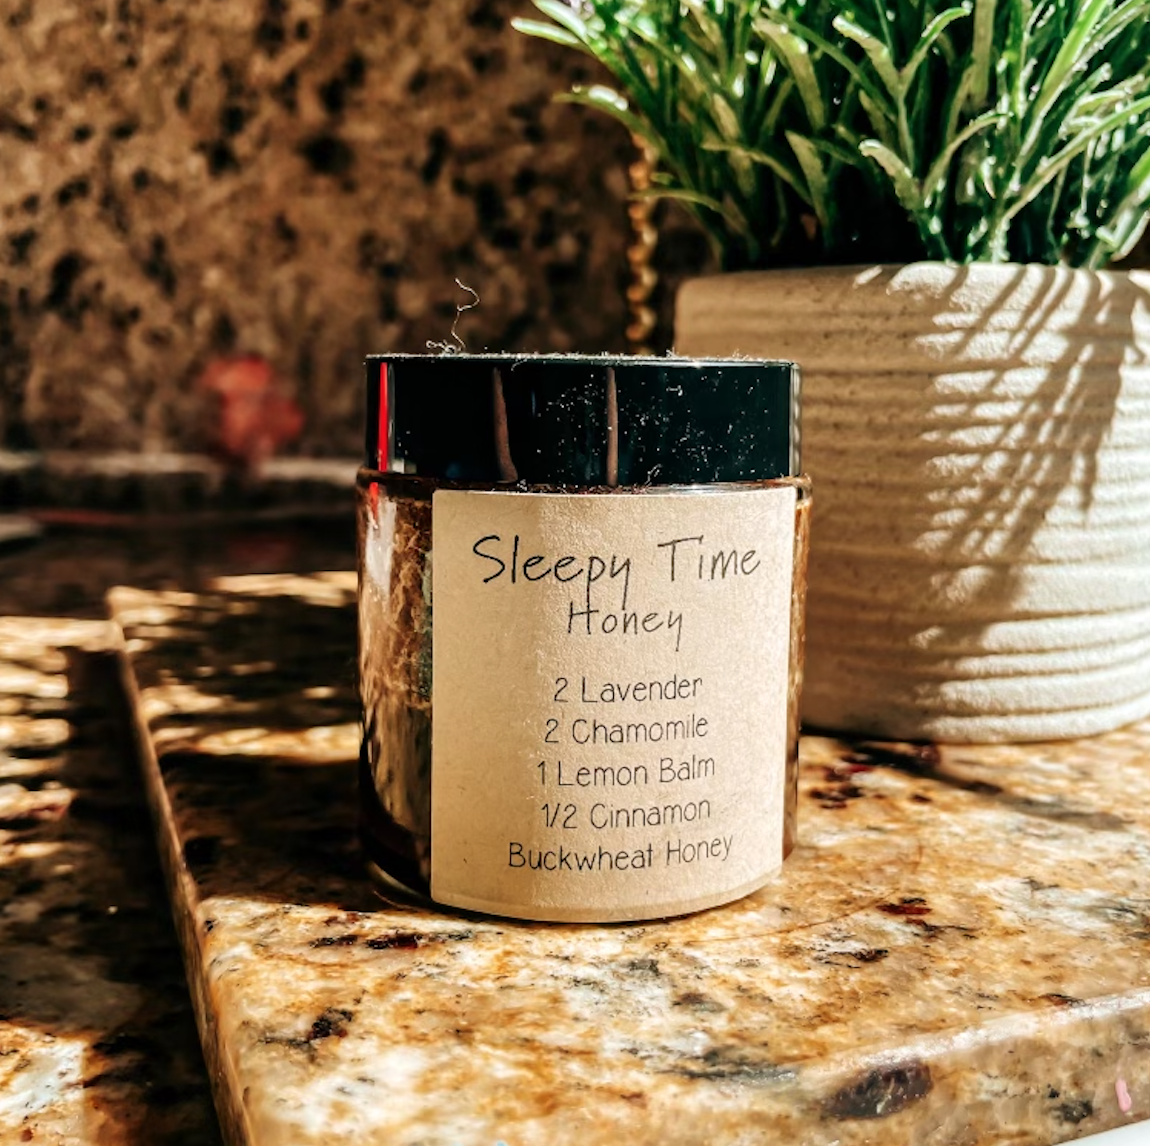 Sleepy Time
Honey
2 Lavender
2 Chamomile
1 Lemon Balm
1/2 Cinnamon
Buckwheat Honey